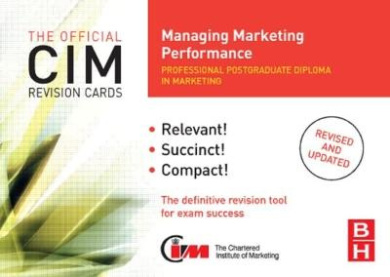 THE OFFICIAL
CIM
REVISION CARDS
Managing Marketing
Performance
PROFESSIONAL POSTGRADUATE DIPLOMA
IN MARKETING
• Relevant!
• Succinct!
• Compact!
REVISED
AND
UPDATED
The definitive revision tool
for exam success
CIM
The Chartered
Institute of Marketing
B
H